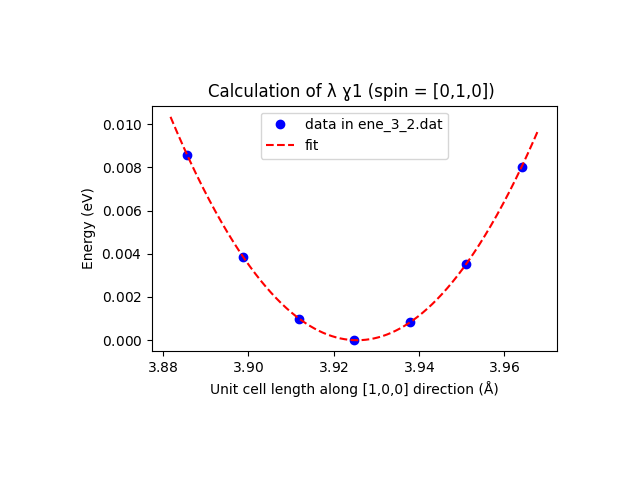 Calculation of λ ɣ1 (spin = [0,1,0])
data in ene_3_2.dat
fit
Energy (eV)
0.010
0.008
0.006
0.004
0.002
0.000
3.88 3.90 3.92 3.94 3.96
Unit cell length along [1,0,0] direction (Å)